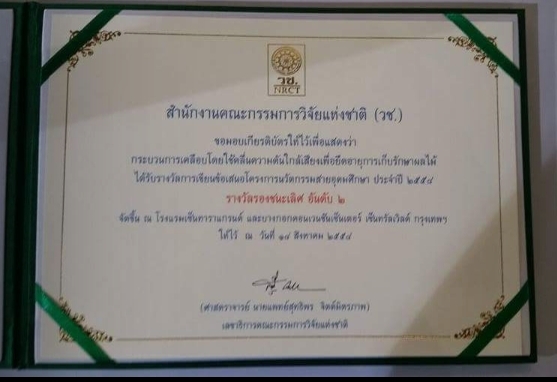 วช.
NRCT
สำนักงานคณะกรรมการวิจัยแห่งชาติ (วช.)
ขอมอบเกียรติบัตรให้ไว้เพื่อแสดงว่า
กระบวนการเคลือบโดยใช้คลื่นความดันใกล้เสียงเพื่อยืดอายุการเก็บรักษาผลไม้
ได้รับรางวัลการเขียนข้อเสนอโครงการนวัตกรรมสายอุดมศึกษา ประจำปี ๒๕๕๔
รางวัลรองชนะเลิศ อันดับ ๒
จัดขึ้น ณ โรงแรมเซ็นทาราแกรนด์ และบางกอกคอนเวนชันเซ็นเตอร์ เซ็นทรัลเวิลด์ กรุงเทพฯ
ให้ไว้ ณ วันที่ สิงหาคม ๒๕๕๔
(ศาสตราจารย์ นายแพทย์สุทธิพร จิตต์มิตรภาพ)
เลขาธิการคณะกรรมการวิจัยแห่งชาติ